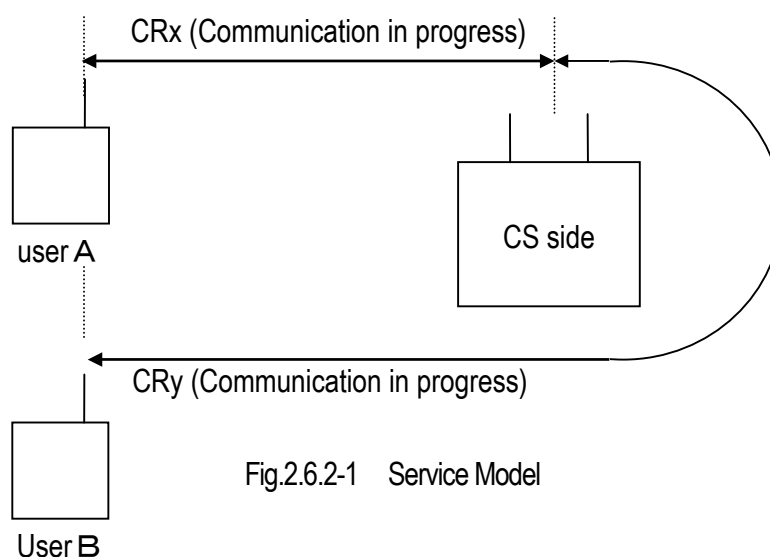 CRx (Communication in progress)
CS side
user A
CRy (Communication in progress)
Fig.2.6.2-1 Service Model
User B